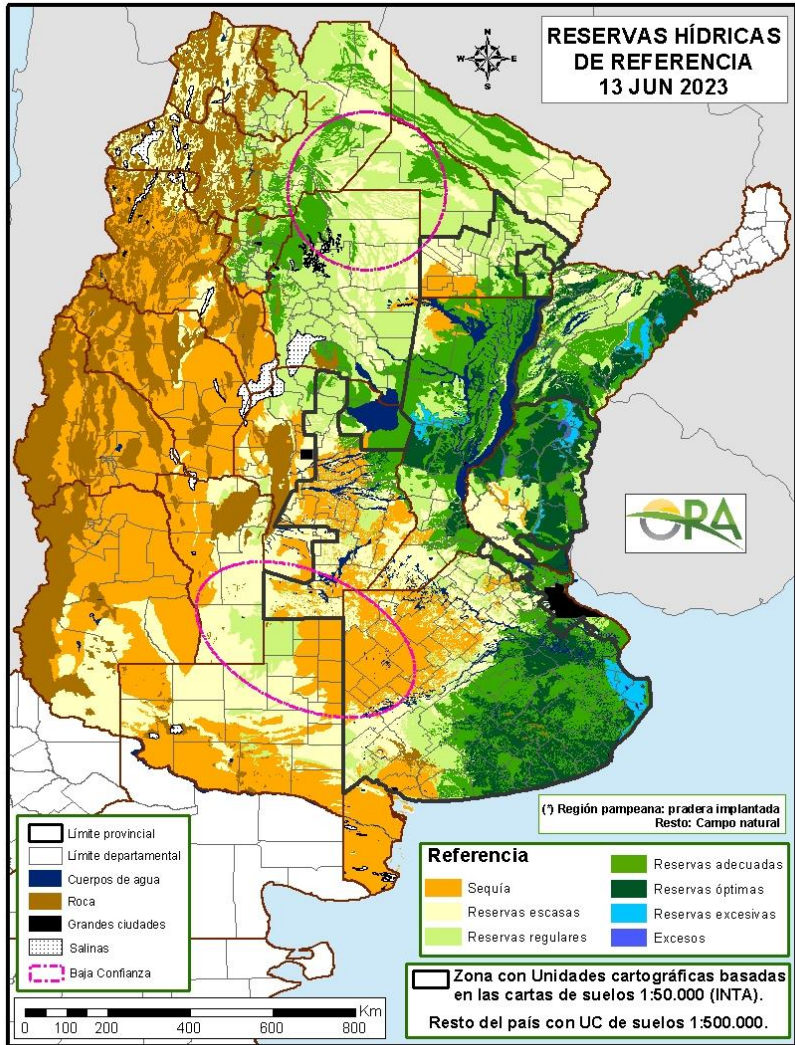 RESERVAS HÍDRICAS
DE REFERENCIA
13 JUN 2023
N
W E
S
ORA
(*) Región pampeana: pradera implantada
Resto: Campo natural
Límite provincial
Límite departamental
Cuerpos de agua
Roca
Grandes ciudades
Salinas
Baja Confianza
Referencia
Sequía
Reservas escasas
Reservas regulares
Reservas adecuadas
Reservas óptimas
Reservas excesivas
Excesos
Zona con Unidades cartográficas basadas
en las cartas de suelos 1:50.000 (INTA).
Resto del país con UC de suelos 1:500.000.
Km
0 100 200 400 600 800